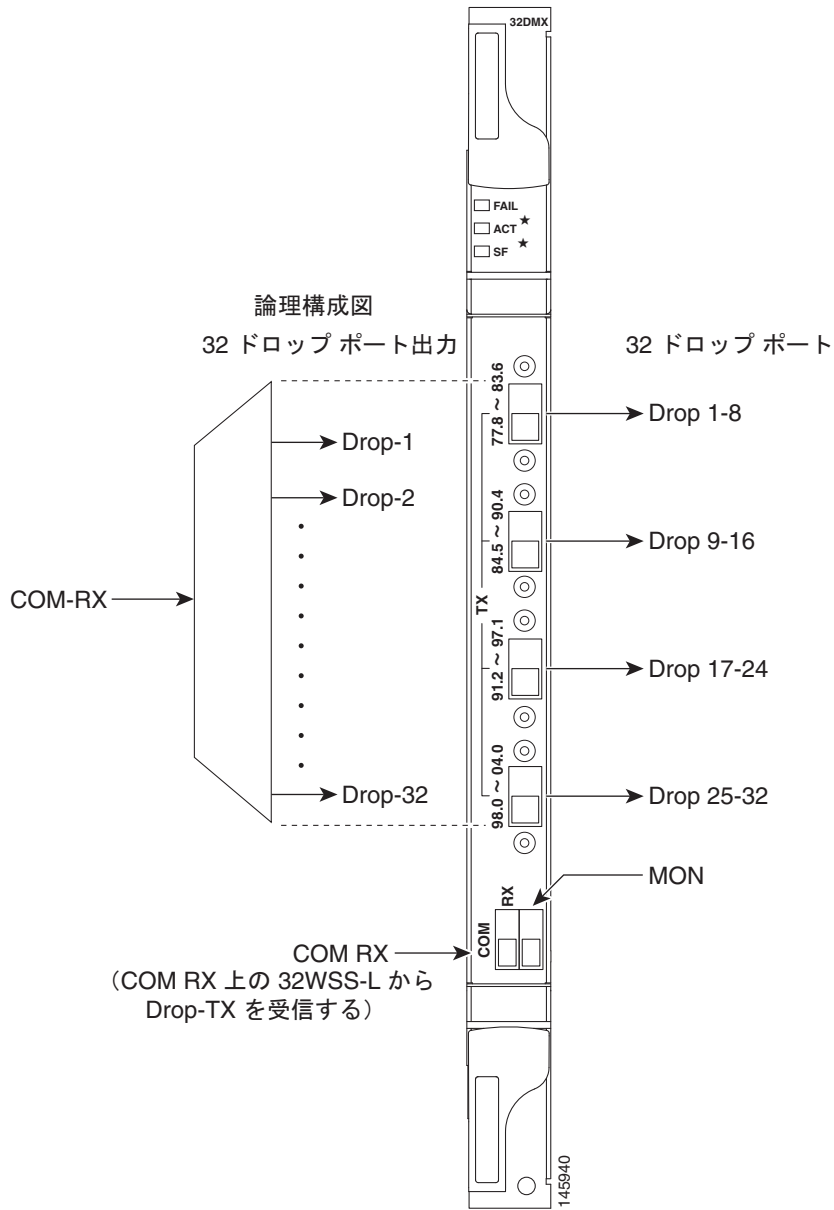 32DMX
FAIL
ACT
SF
論理構成図
32 ドロップ ポート出力
32 ドロップ ポート
77.8 ~ 83.6
Drop 1-8
Drop-1
Drop-2
84.5 ~ 90.4
Drop 9-16
COM-RX
TX
91.2 ~ 97.1
Drop 17-24
Drop-32
98.0 ~ 04.0
Drop 25-32
MON
RX
COM
COM RX
（COM RX 上の 32WSS-L から
Drop-TX を受信する）
145940